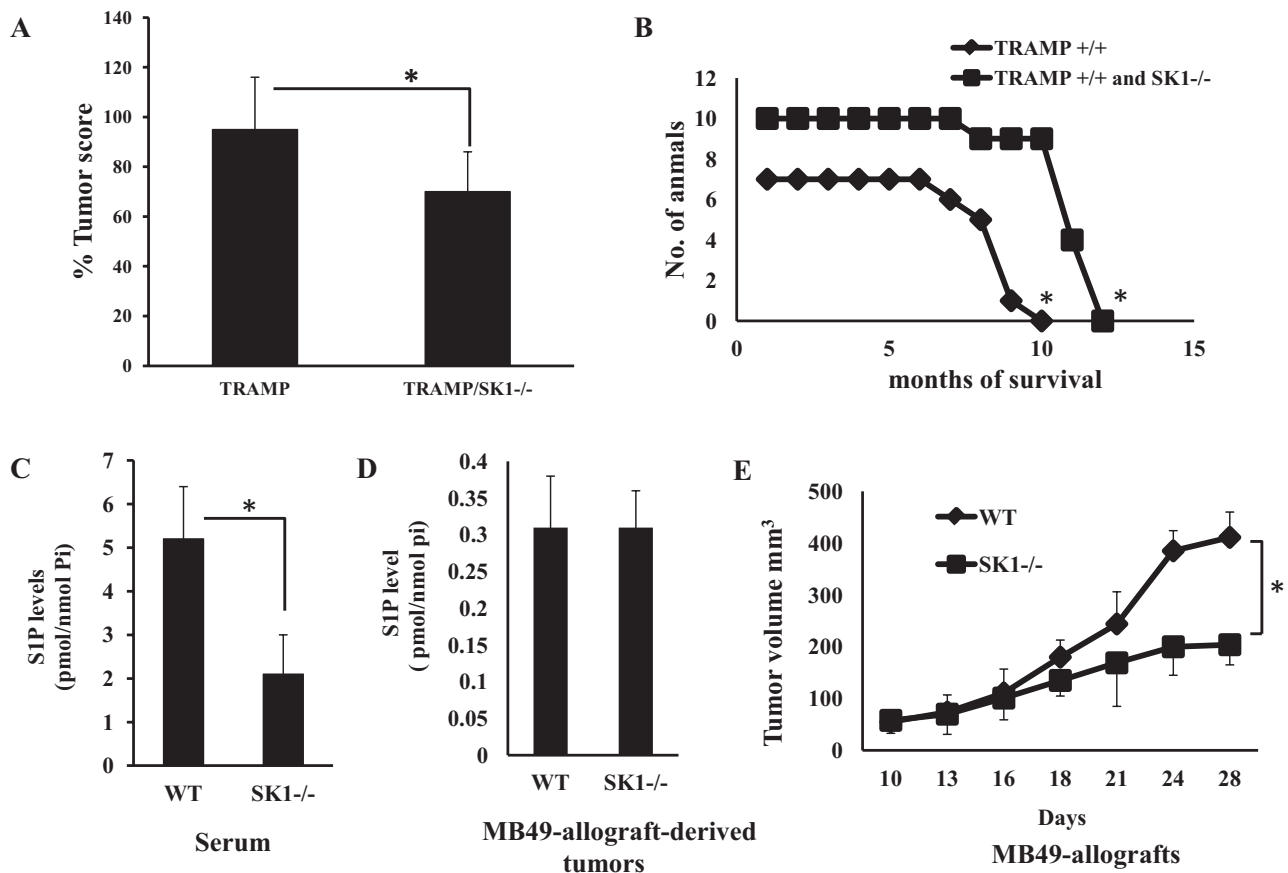 A
140
120
100
80
60
40
20
0
% Tumor score
*
TRAMP
TRAMP/SK1-/-
B
TRAMP +/+
TRAMP +/+ and SK1-/-
12
10
8
6
4
2
0
No. of anmals
*
*
0
5
10
15
months of survival
C
7
6
5
4
3
2
1
0
S1P levels
(pmol/nmol Pi)
*
WT
SK1-/-
Serum
D
0.4
0.35
0.3
0.25
0.2
0.15
0.1
0.05
0
S1P level
( pmol/nmol pi)
WT
SK1-/-
MB49-allograft-derived
tumors
E
500
400
300
200
100
0
Tumor volume mm³
WT
SK1-/-
*
10
13
16
18
21
24
28
Days
MB49-allografts